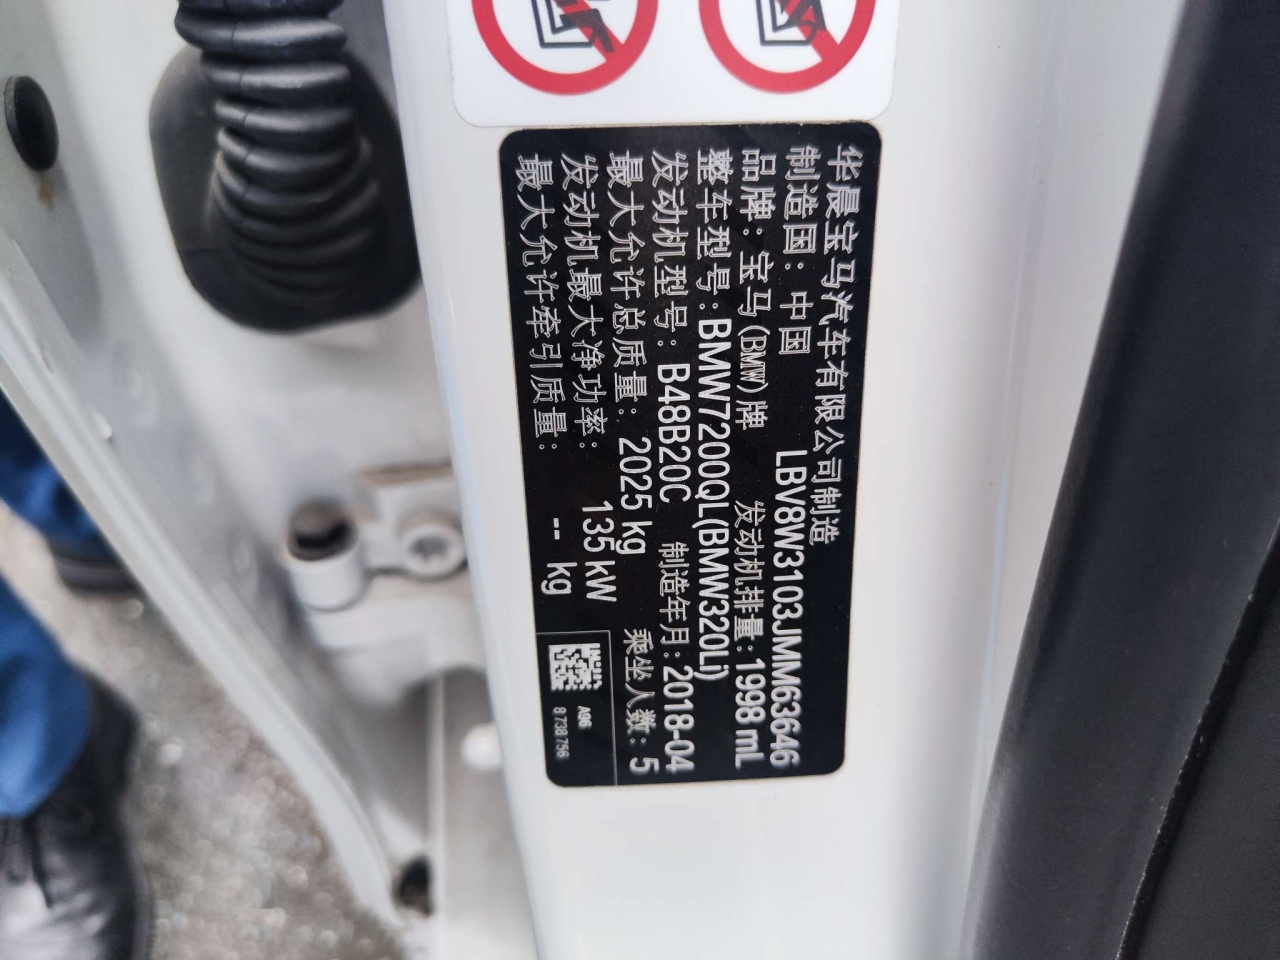 华晨宝马汽车有限公司制造
制造国：中国 LBV8W3103JMM63646
品牌：宝马(BMW)牌 发动机排量：1998 mL
整车型号：BMW7200QL(BMW320Li)
发动机型号：B48B20C 制造年月：2018-04
最大允许总质量：2025 kg 乘坐人数：5
发动机最大净功率：135 kW
最大允许牵引质量：-- kg
A96
8 738 756